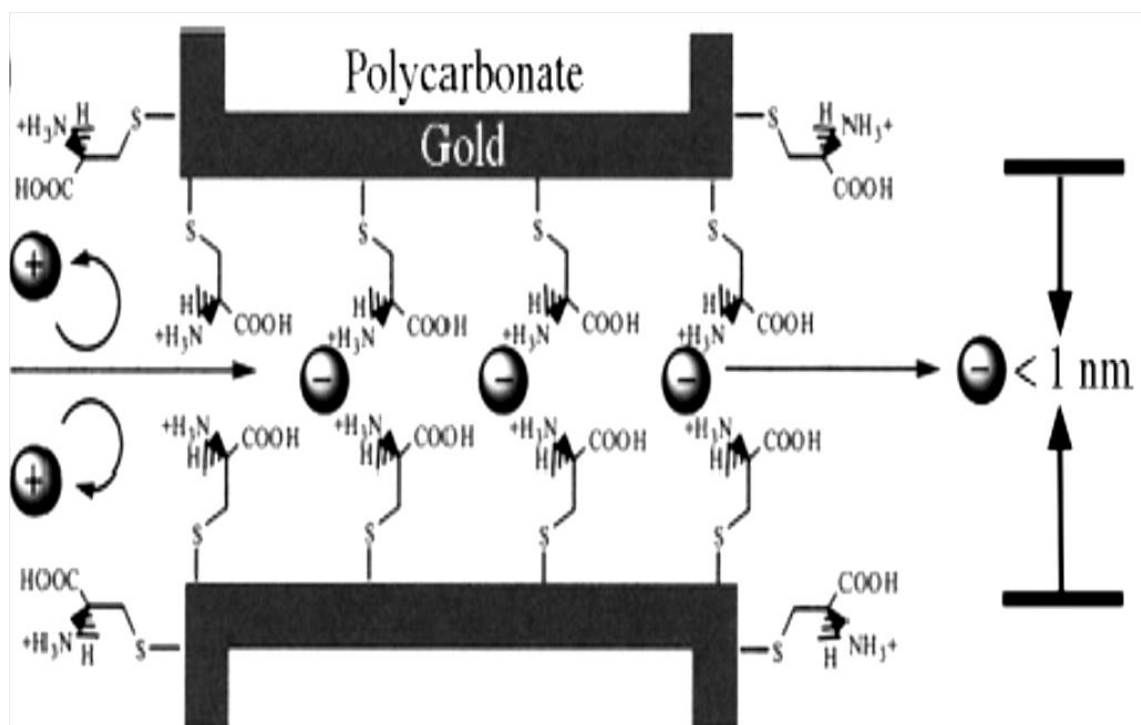 Polycarbonate
Gold
+H₃N H S
HOOC
S H NH₃+
COOH
S S S S
H H H H
+H₃N COOH +H₃N COOH +H₃N COOH +H₃N COOH
+ − − − − < 1 nm
+H₃N COOH +H₃N COOH +H₃N COOH +H₃N COOH
H H H H
+
S S S S
HOOC
+H₃N H S
COOH
S H NH₃+